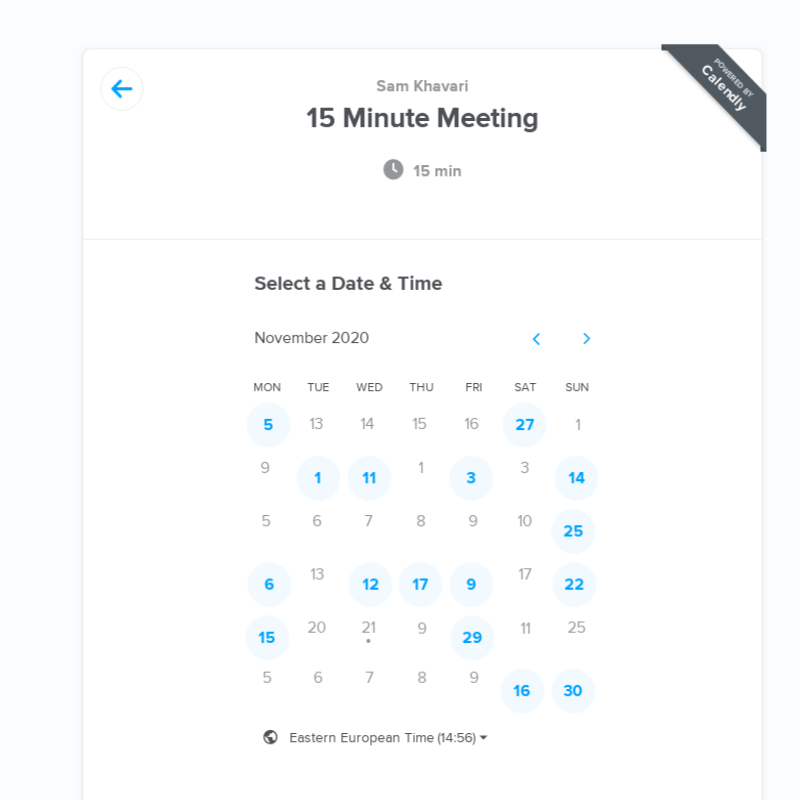 POWERED BY
Calendly
Sam Khavari
15 Minute Meeting
15 min
Select a Date & Time
November 2020
MON TUE WED THU FRI SAT SUN
5 13 14 15 16 27 1
9 1 11 1 3 3 14
5 6 7 8 9 10 25
6 13 12 17 9 17 22
15 20 21 9 29 11 25
5 6 7 8 9 16 30
Eastern European Time (14:56)